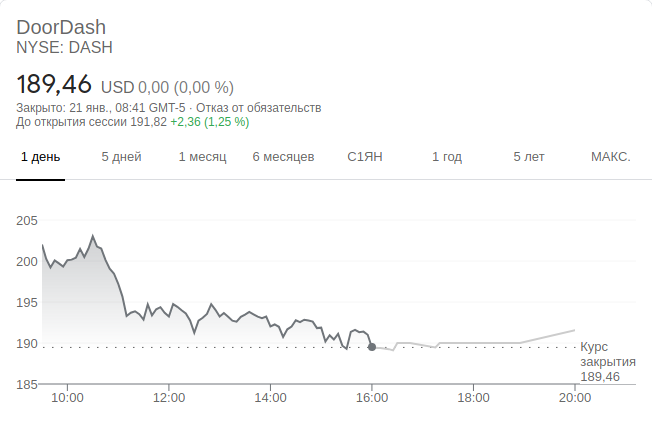 DoorDash
NYSE: DASH
189,46 USD 0,00 (0,00 %)
Закрыто: 21 янв., 08:41 GMT-5 · Отказ от обязательств
До открытия сессии 191,82 +2,36 (1,25 %)
1 день 5 дней 1 месяц 6 месяцев С1ЯН 1 год 5 лет МАКС.
205
200
195
190
185
Курс
закрытия
189,46
10:00 12:00 14:00 16:00 18:00 20:00